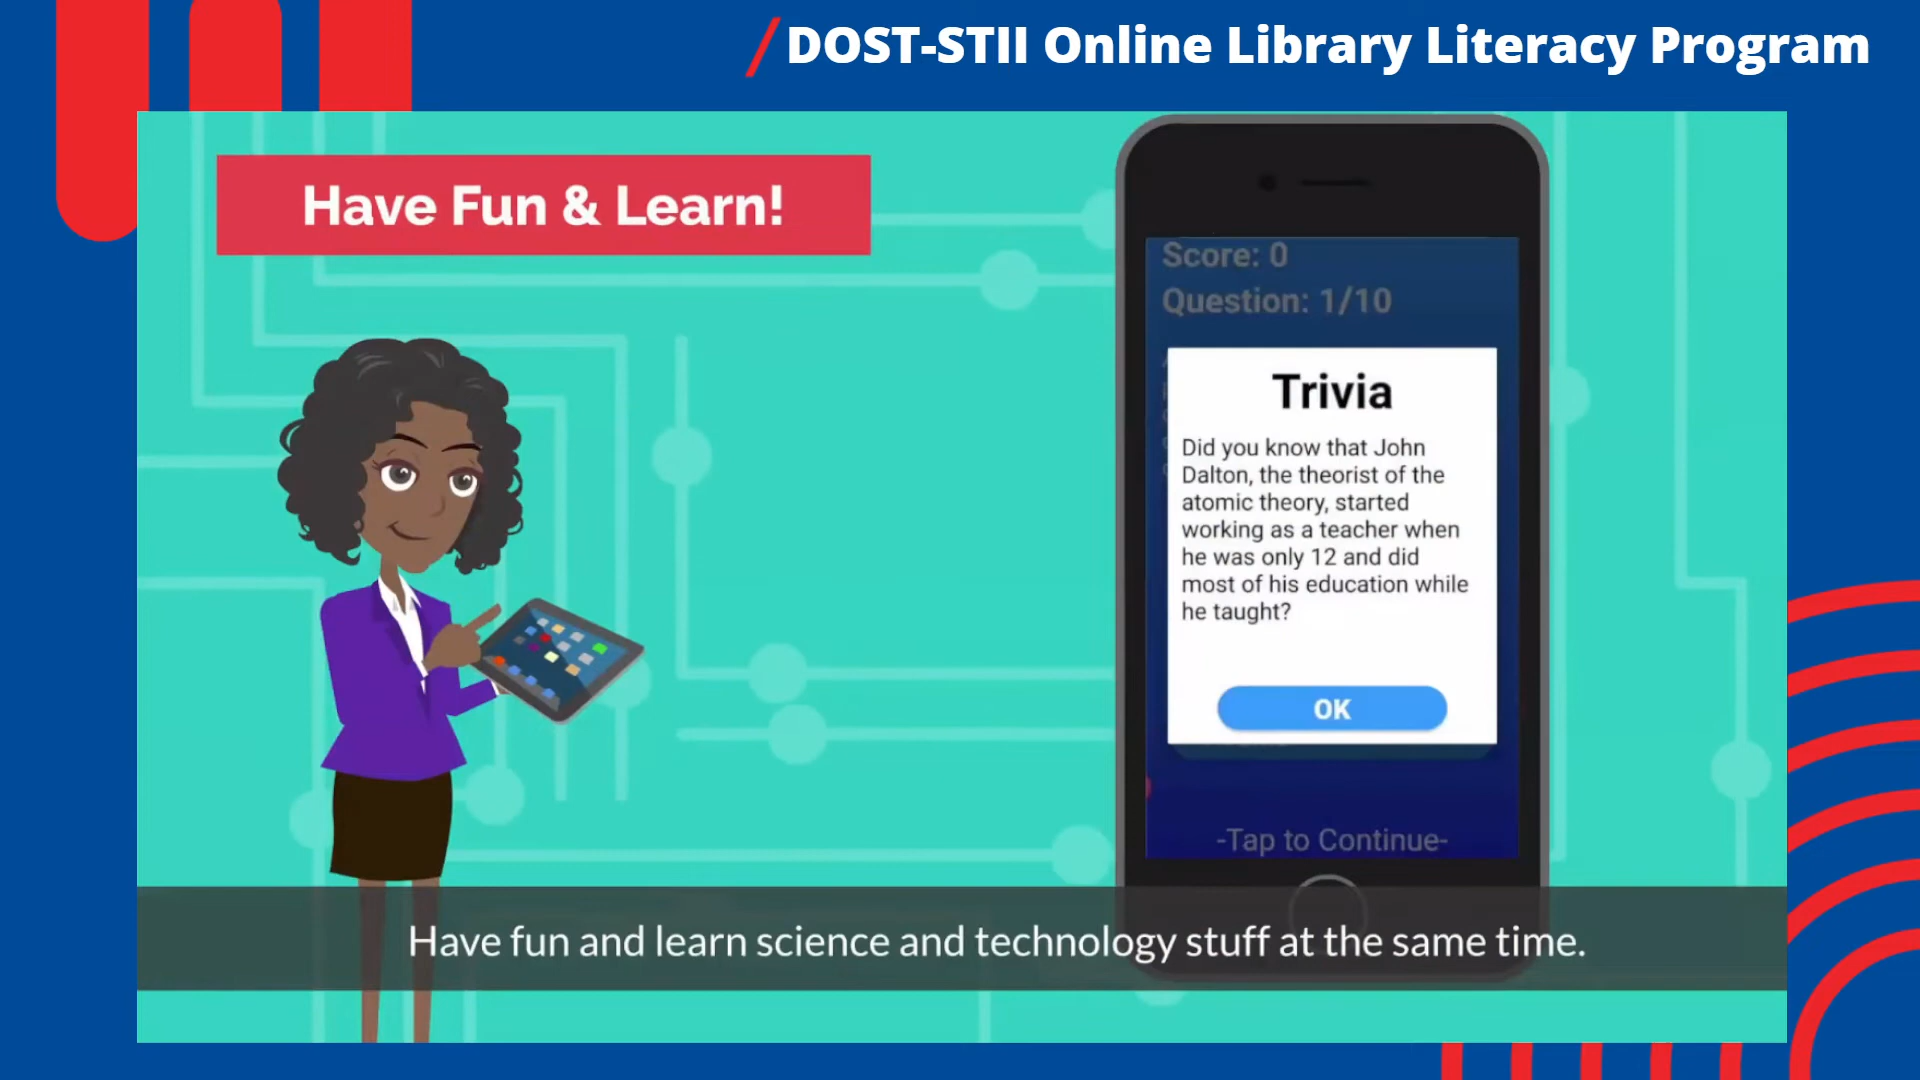 /DOST-STII Online Library Literacy Program
Have Fun & Learn!
Score: 0
Question: 1/10
Trivia
Did you know that John
Dalton, the theorist of the
atomic theory, started
working as a teacher when
he was only 12 and did
most of his education while
he taught?
OK
-Tap to Continue-
Have fun and learn science and technology stuff at the same time.